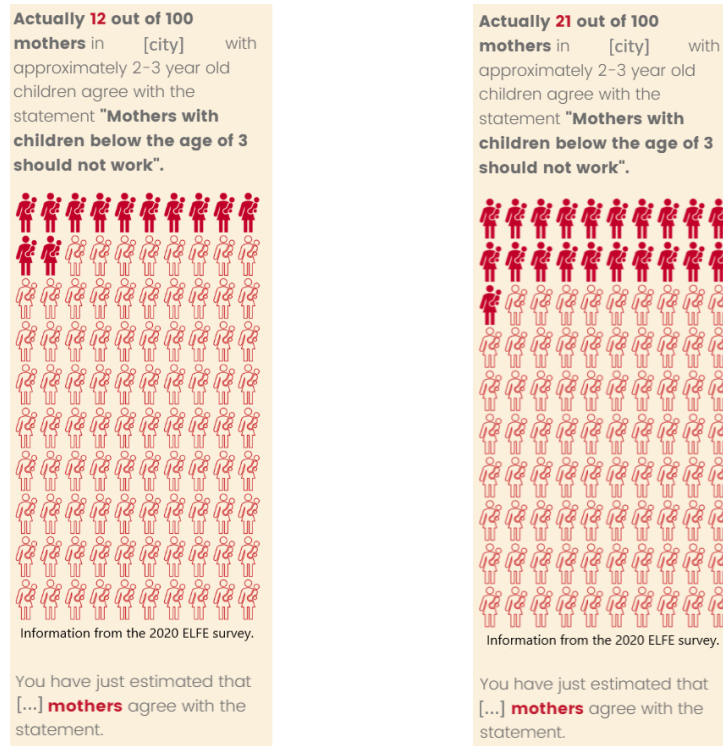 Actually 12 out of 100
mothers in [city] with
approximately 2-3 year old
children agree with the
statement "Mothers with
children below the age of 3
should not work".
Information from the 2020 ELFE survey.
You have just estimated that
[...] mothers agree with the
statement.
Actually 21 out of 100
mothers in [city] with
approximately 2-3 year old
children agree with the
statement "Mothers with
children below the age of 3
should not work".
Information from the 2020 ELFE survey.
You have just estimated that
[...] mothers agree with the
statement.